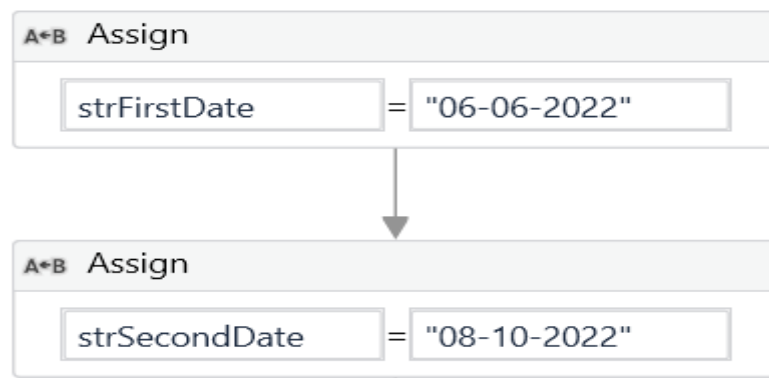 A←B Assign
strFirstDate = "06-06-2022"
A←B Assign
strSecondDate = "08-10-2022"